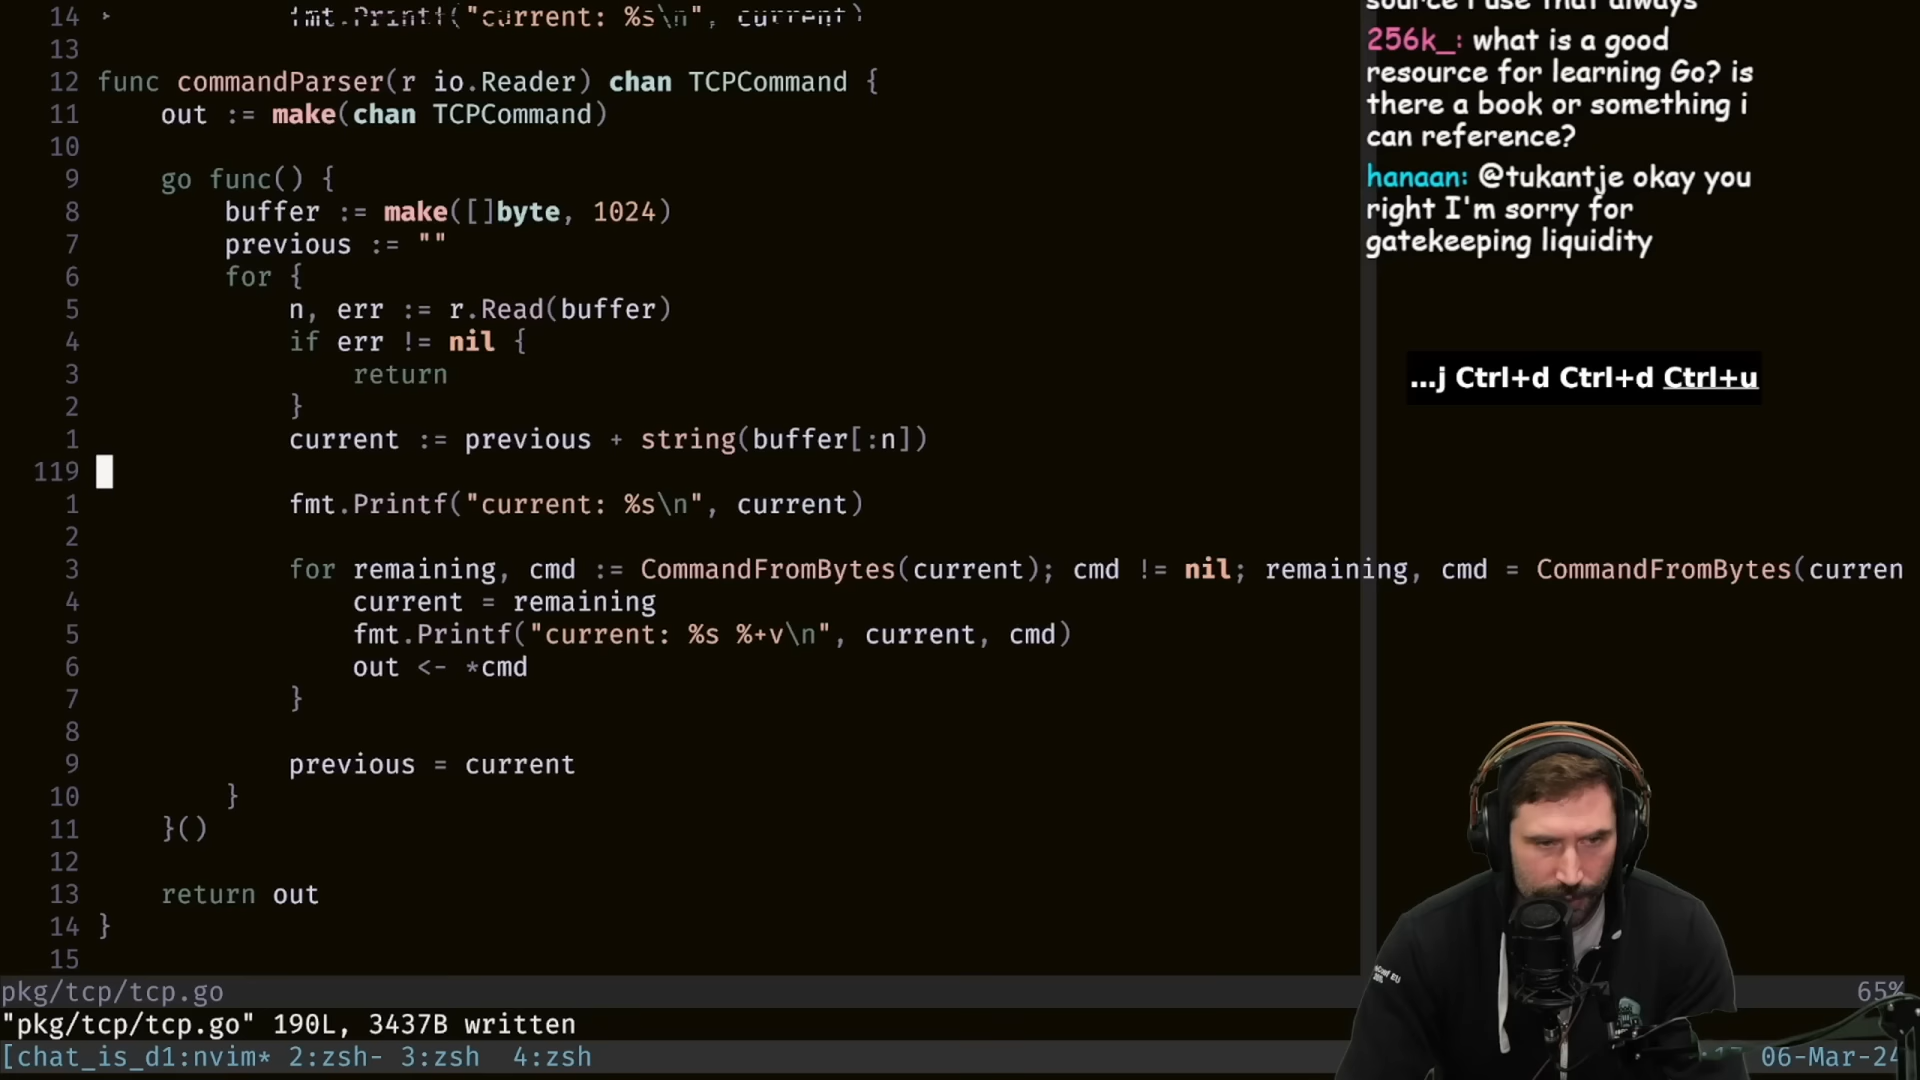 14 fmt.Printf("current: %s\n", current)
13
12 func commandParser(r io.Reader) chan TCPCommand {
11 out := make(chan TCPCommand)
10
9 go func() {
8 buffer := make([]byte, 1024)
7 previous := ""
6 for {
5 n, err := r.Read(buffer)
4 if err != nil {
3 return
2 }
1 current := previous + string(buffer[:n])
119
1 fmt.Printf("current: %s\n", current)
2
3 for remaining, cmd := CommandFromBytes(current); cmd != nil; remaining, cmd = CommandFromBytes(curren
4 current = remaining
5 fmt.Printf("current: %s %+v\n", current, cmd)
6 out <- *cmd
7 }
8
9 previous = current
10 }
11 }()
12
13 return out
14 }
15
pkg/tcp/tcp.go 65%
"pkg/tcp/tcp.go" 190L, 3437B written
[chat_is_d1:nvim* 2:zsh- 3:zsh 4:zsh 06-Mar-24
source I use that always
256k_: what is a good
resource for learning Go? is
there a book or something i
can reference?
hanaan: @tukantje okay you
right I'm sorry for
gatekeeping liquidity
...j Ctrl+d Ctrl+d Ctrl+u